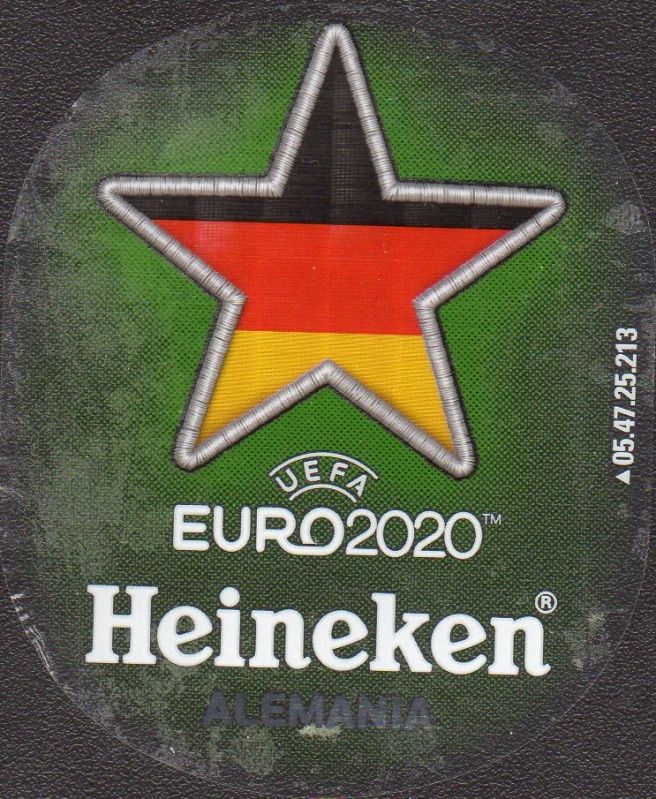 UEFA
EURO2020™
Heineken®
ALEMANIA
▲05.47.25.213